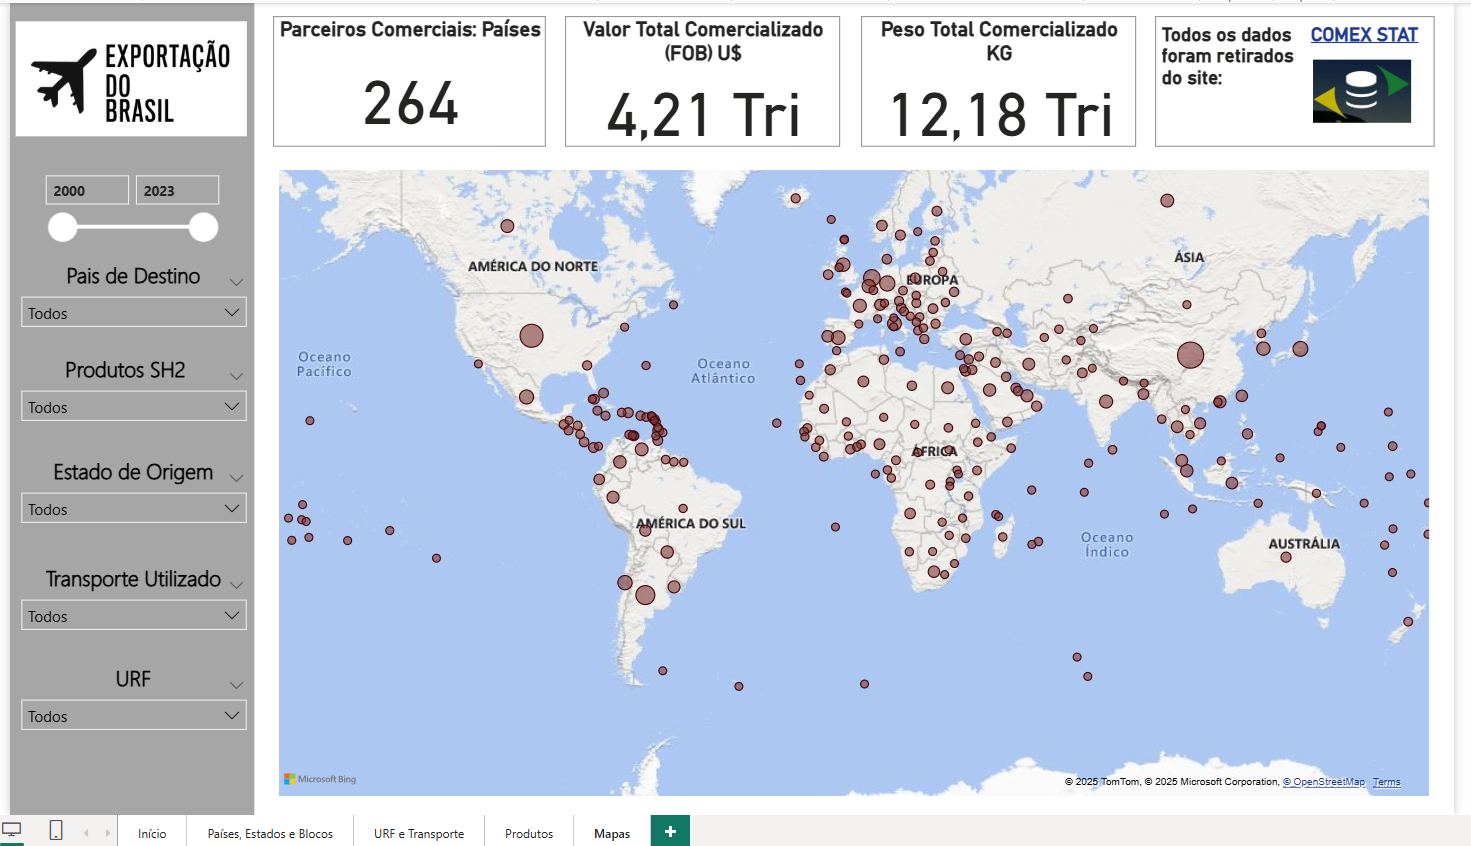 EXPORTAÇÃO
DO
BRASIL
2000
2023
Pais de Destino
Todos
Produtos SH2
Todos
Estado de Origem
Todos
Transporte Utilizado
Todos
URF
Todos
Parceiros Comerciais: Países
264
Valor Total Comercializado
(FOB) U$
4,21 Tri
Peso Total Comercializado
KG
12,18 Tri
Todos os dados
foram retirados
do site:
COMEX STAT
AMÉRICA DO NORTE
EUROPA
ÁSIA
Oceano
Pacífico
Oceano
Atlântico
ÁFRICA
AMÉRICA DO SUL
Oceano
Índico
AUSTRÁLIA
Microsoft Bing
© 2025 TomTom, © 2025 Microsoft Corporation, © OpenStreetMap Terms
Início
Países, Estados e Blocos
URF e Transporte
Produtos
Mapas
+